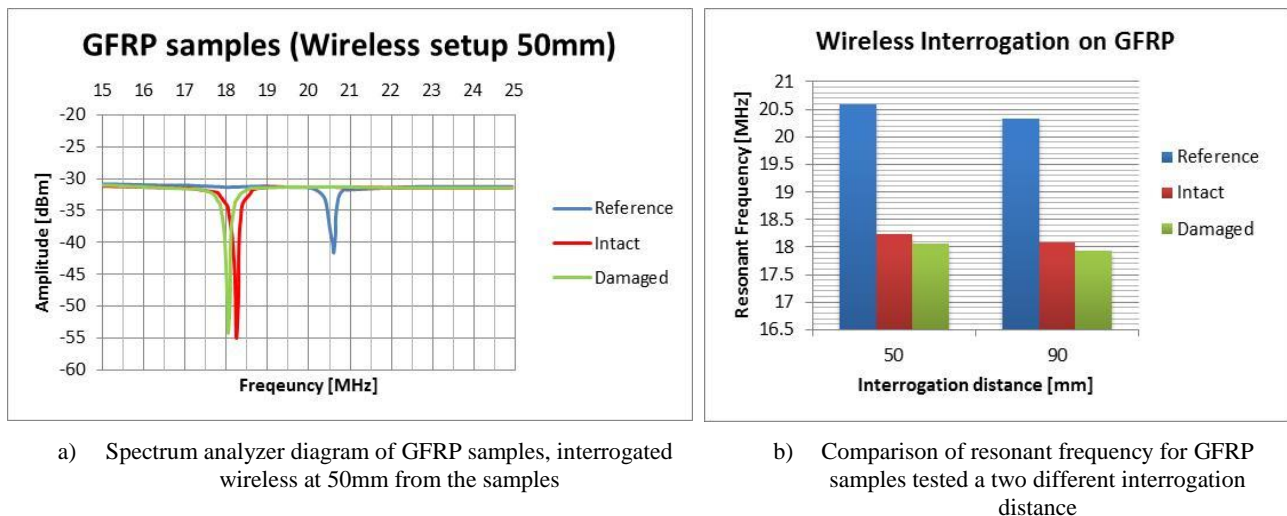 GFRP samples (Wireless setup 50mm)
15 16 17 18 19 20 21 22 23 24 25
-20
-25
-30
-35
-40
-45
-50
-55
-60
Amplitude [dBm]
Freqeuncy [MHz]
Reference
Intact
Damaged
a) Spectrum analyzer diagram of GFRP samples, interrogated
wireless at 50mm from the samples
Wireless Interrogation on GFRP
21
20.5
20
19.5
19
18.5
18
17.5
17
16.5
Resonant Frequency [MHz]
50 90
Interrogation distance [mm]
Reference
Intact
Damaged
b) Comparison of resonant frequency for GFRP
samples tested a two different interrogation
distance